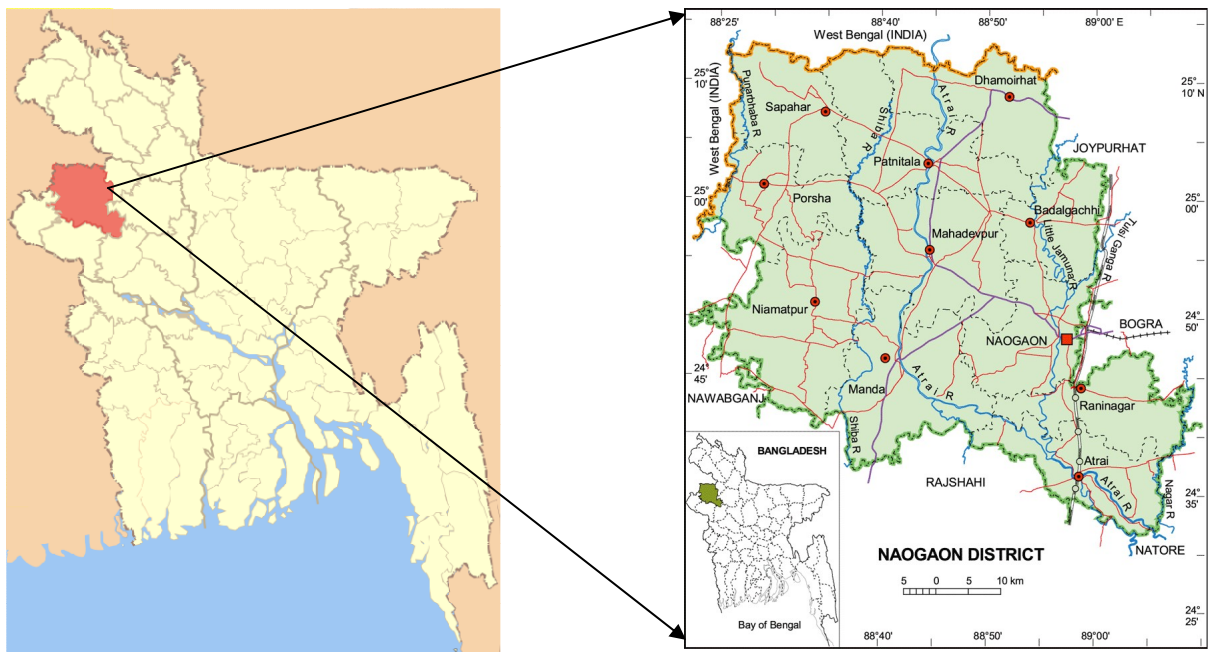 88°25' 88°40' 88°50' 89°00' E
West Bengal (INDIA)
25°
10'
Dhamoirhat
25°
10' N
West Bengal (INDIA)
Punarbhaba R
Sapahar
Shiba R
Atrai R
JOYPURHAT
Patnitala
25°
00'
Porsha
Badalgachhi
25°
00'
Mahadevpur
Little Jamuna R
Tulsi Ganga R
Niamatpur
24°
50'
BOGRA
NAOGAON
24°
45'
Manda
Atrai R
NAWABGANJ
Raninagar
Shiba R
BANGLADESH
Atrai
RAJSHAHI
Atrai R
Nagar R
24°
35'
NATORE
NAOGAON DISTRICT
5 0 5 10 km
24°
25'
Bay of Bengal
88°40' 88°50' 89°00'